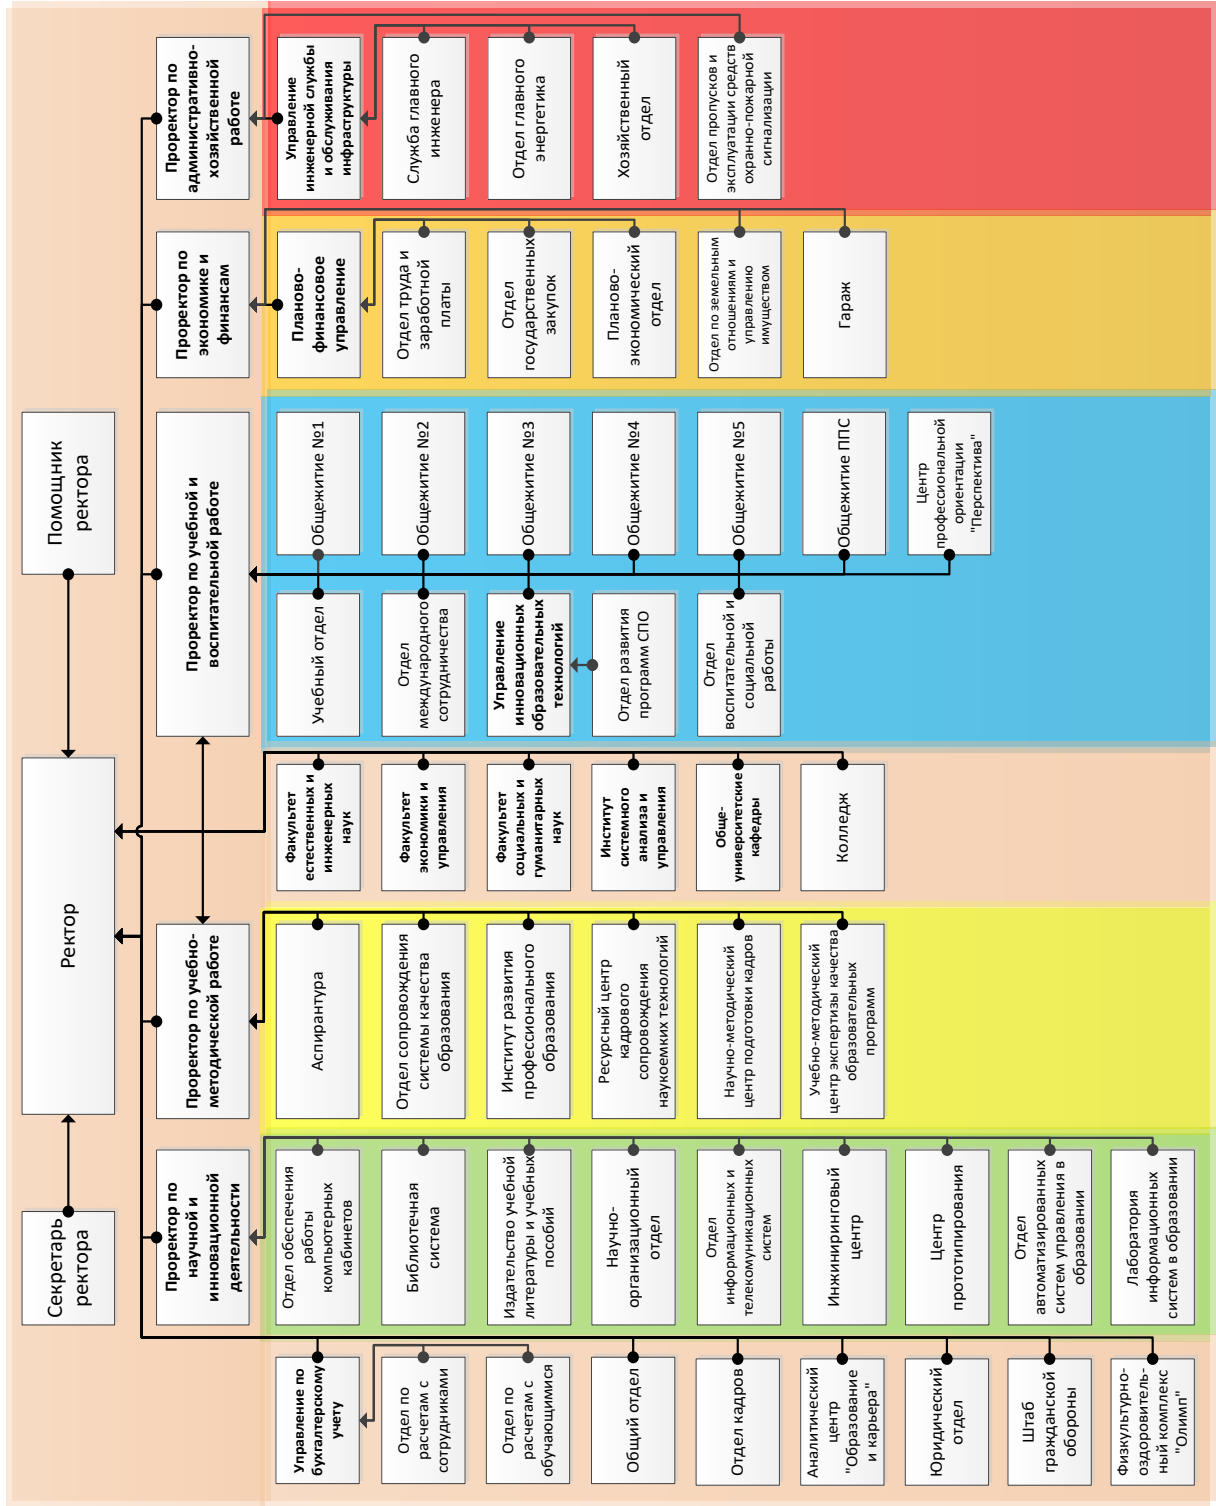 Секретарь
ректора
Ректор
Помощник
ректора
Проректор по
научной и
инновационной
деятельности
Проректор по учебно-
методической работе
Проректор по учебной и
воспитательной работе
Проректор по
экономике и
финансам
Проректор по
административно-
хозяйственной
работе
Управление по
бухгалтерскому
учету
Отдел по
расчетам с
сотрудниками
Отдел по
расчетам с
обучающимися
Общий отдел
Отдел кадров
Аналитический
центр
"Образование
и карьера"
Юридический
отдел
Штаб
гражданской
обороны
Физкультурно-
оздоровитель-
ный комплекс
"Олимп"
Отдел обеспечения
работы
компьютерных
кабинетов
Библиотечная
система
Издательство учебной
литературы и учебных
пособий
Научно-
организационный
отдел
Отдел
информационных и
телекоммуникационных
систем
Инжиниринговый
центр
Центр
прототипирования
Отдел
автоматизированных
систем управления в
образовании
Лаборатория
информационных
систем в образовании
Аспирантура
Отдел сопровождения
системы качества
образования
Институт развития
профессионального
образования
Ресурсный центр
кадрового
сопровождения
наукоемких технологий
Научно-методический
центр подготовки кадров
Учебно-методический
центр экспертизы качества
образовательных
программ
Факультет
естественных и
инженерных
наук
Факультет
экономики и
управления
Факультет
социальных и
гуманитарных
наук
Институт
системного
анализа и
управления
Обще-
университетские
кафедры
Колледж
Учебный отдел
Отдел
международного
сотрудничества
Управление
инновационных
образовательных
технологий
Отдел развития
программ СПО
Отдел
воспитательной и
социальной
работы
Общежитие №1
Общежитие №2
Общежитие №3
Общежитие №4
Общежитие №5
Общежитие ППС
Центр
профессиональной
ориентации
"Перспектива"
Планово-
финансовое
управление
Отдел труда и
заработной
платы
Отдел
государственных
закупок
Планово-
экономический
отдел
Отдел по земельным
отношениям и
управлению
имуществом
Гараж
Управление
инженерной службы
и обслуживания
инфраструктуры
Служба главного
инженера
Отдел главного
энергетика
Хозяйственный
отдел
Отдел пропусков и
эксплуатации средств
охранно-пожарной
сигнализации